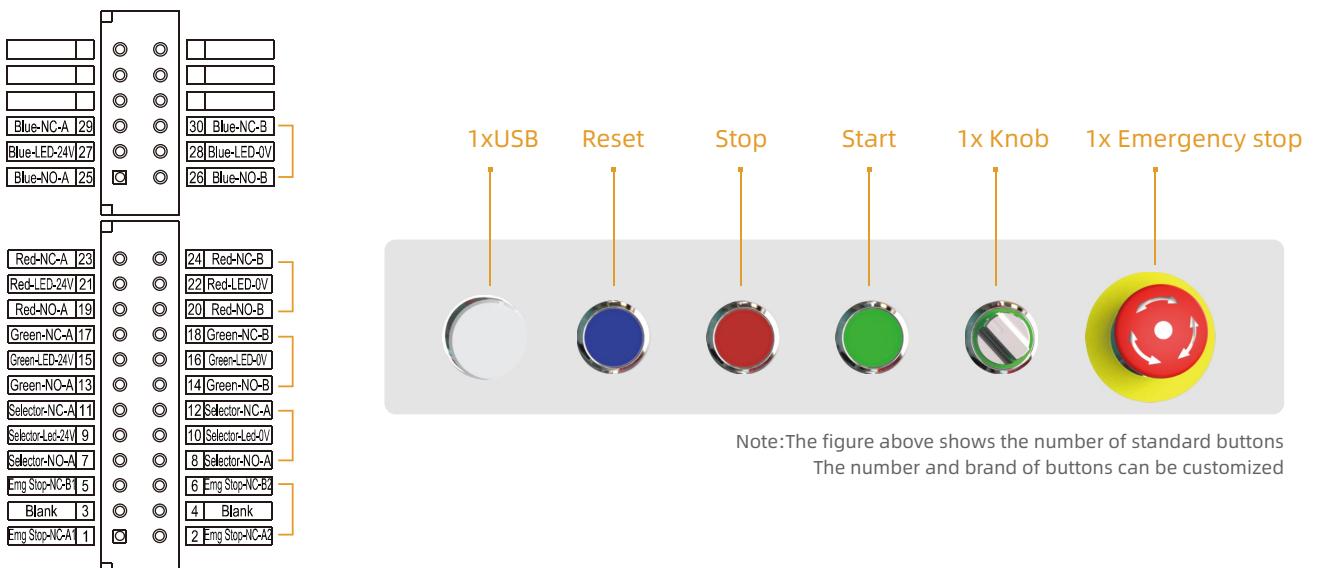 Blue-NC-A 29
30 Blue-NC-B
Blue-LED-24V 27
28 Blue-LED-0V
Blue-NO-A 25
26 Blue-NO-B
Red-NC-A 23
24 Red-NC-B
Red-LED-24V 21
22 Red-LED-0V
Red-NO-A 19
20 Red-NO-B
Green-NC-A 17
18 Green-NC-B
Green-LED-24V 15
16 Green-LED-0V
Green-NO-A 13
14 Green-NO-B
Selector-NC-A 11
12 Selector-NC-A
Selector-Led-24V 9
10 Selector-Led-0V
Selector-NO-A 7
8 Selector-NO-A
Emg Stop-NC-B1 5
6 Emg Stop-NC-B2
Blank 3
4 Blank
Emg Stop-NC-A1 1
2 Emg Stop-NC-A2
1xUSB
Reset
Stop
Start
1x Knob
1x Emergency stop
Note:The figure above shows the number of standard buttons
The number and brand of buttons can be customized